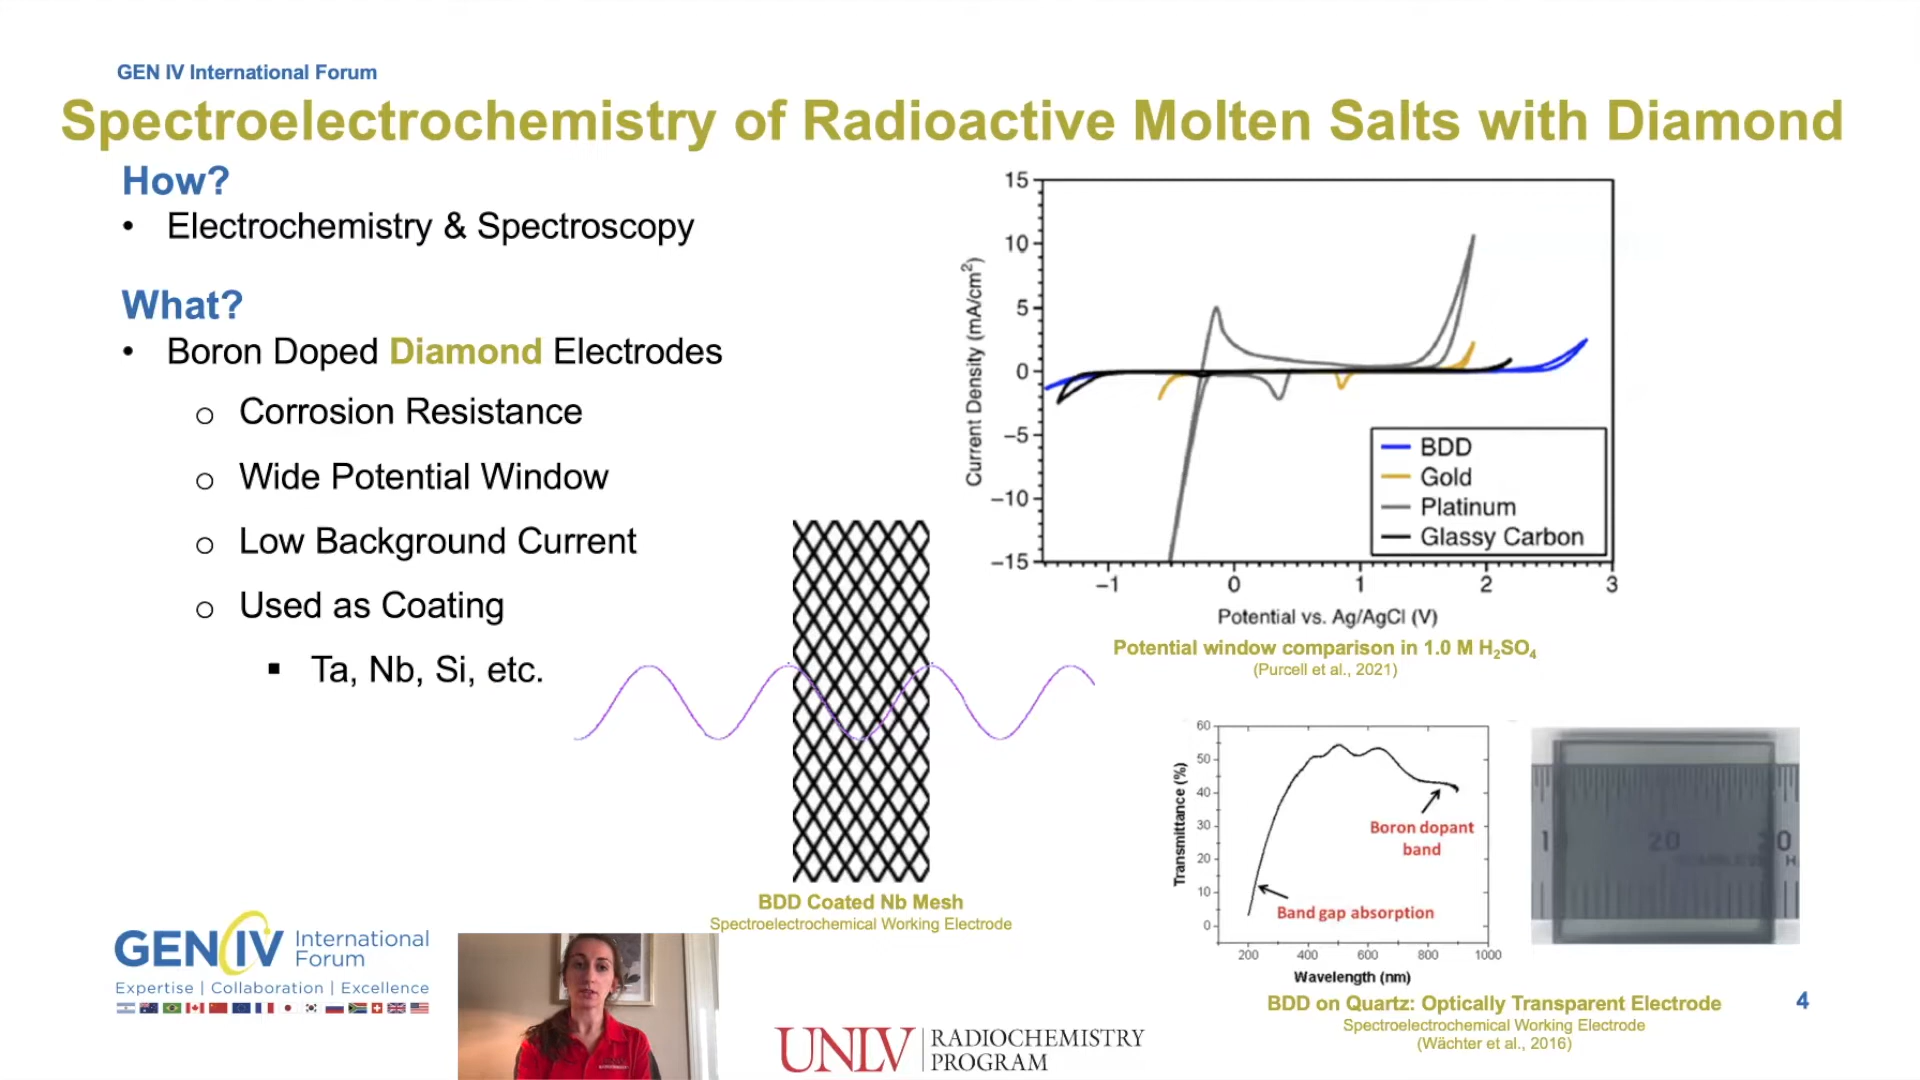 GEN IV International Forum
Spectroelectrochemistry of Radioactive Molten Salts with Diamond
How?
• Electrochemistry & Spectroscopy
What?
• Boron Doped Diamond Electrodes
o Corrosion Resistance
o Wide Potential Window
o Low Background Current
o Used as Coating
▪ Ta, Nb, Si, etc.
BDD Coated Nb Mesh
Spectroelectrochemical Working Electrode
15
10
5
0
−5
−10
−15
Current Density (mA/cm²)
BDD
Gold
Platinum
Glassy Carbon
−1 0 1 2 3
Potential vs. Ag/AgCl (V)
Potential window comparison in 1.0 M H₂SO₄
(Purcell et al., 2021)
60
50
40
30
20
10
0
Transmittance (%)
Boron dopant
band
Band gap absorption
200 400 600 800 1000
Wavelength (nm)
20
BDD on Quartz: Optically Transparent Electrode
Spectroelectrochemical Working Electrode
(Wächter et al., 2016)
4
GEN IV International
Forum
Expertise | Collaboration | Excellence
UNLV RADIOCHEMISTRY
PROGRAM